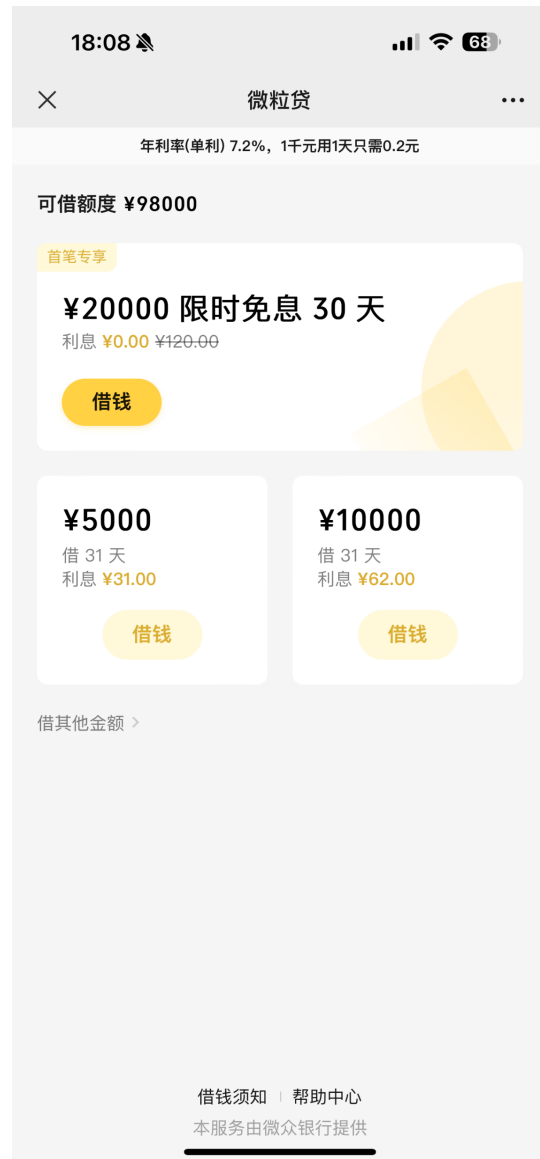 18:08
68
微粒贷
年利率(单利) 7.2%，1千元用1天只需0.2元
可借额度 ¥98000
首笔专享
¥20000 限时免息 30 天
利息 ¥0.00 ¥120.00
借钱
¥5000
借 31 天
利息 ¥31.00
借钱
¥10000
借 31 天
利息 ¥62.00
借钱
借其他金额 >
借钱须知 | 帮助中心
本服务由微众银行提供